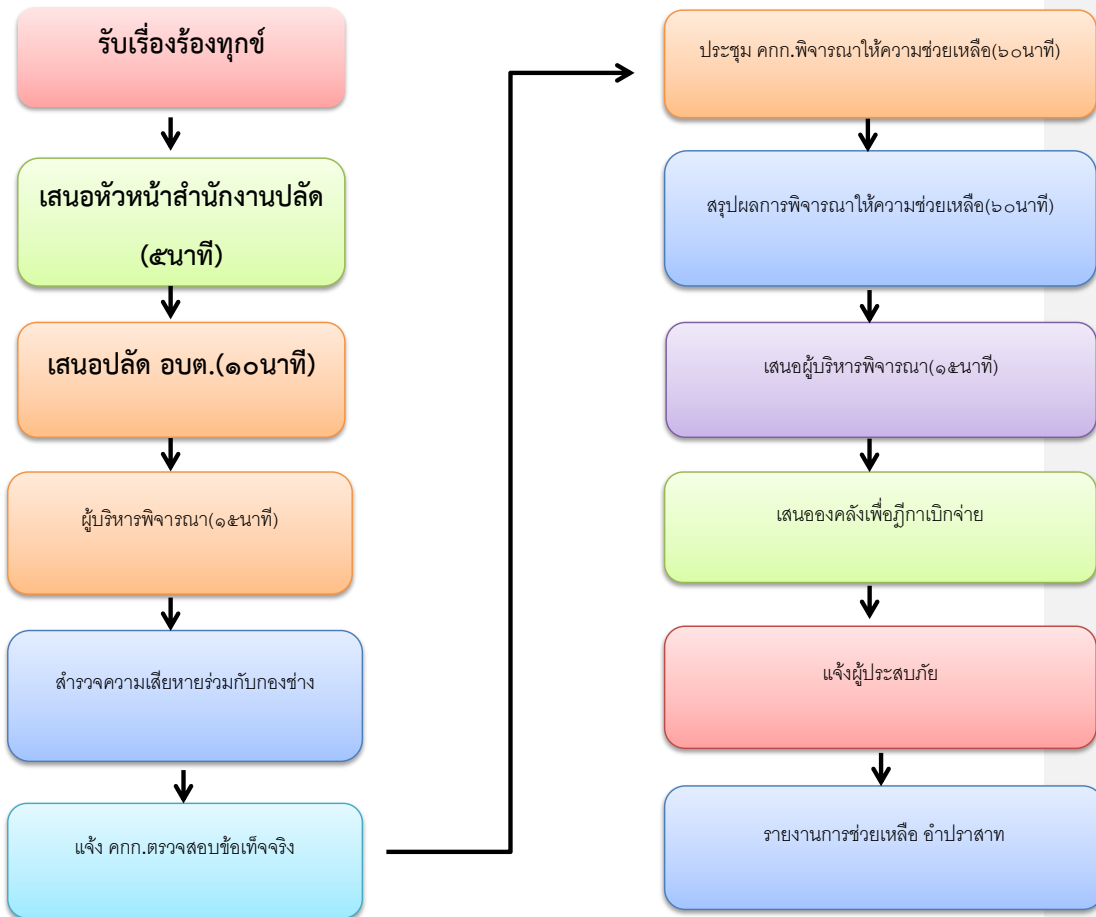 รับเรื่องร้องทุกข์
เสนอหัวหน้าสำนักงานปลัด
(๕นาที)
เสนอปลัด อบต.(๑๐นาที)
ผู้บริหารพิจารณา(๑๕นาที)
สำรวจความเสียหายร่วมกับกองช่าง
แจ้ง คกก.ตรวจสอบข้อเท็จจริง
ประชุม คกก.พิจารณาให้ความช่วยเหลือ(๖๐นาที)
สรุปผลการพิจารณาให้ความช่วยเหลือ(๖๐นาที)
เสนอผู้บริหารพิจารณา(๑๕นาที)
เสนอองคลังเพื่อฎีกาเบิกจ่าย
แจ้งผู้ประสบภัย
รายงานการช่วยเหลือ อำปราสาท